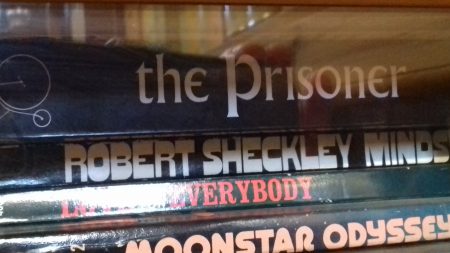 the Prisoner
ROBERT SHECKLEY MINDS
EVERYBODY
MOONSTAR ODYSSEY